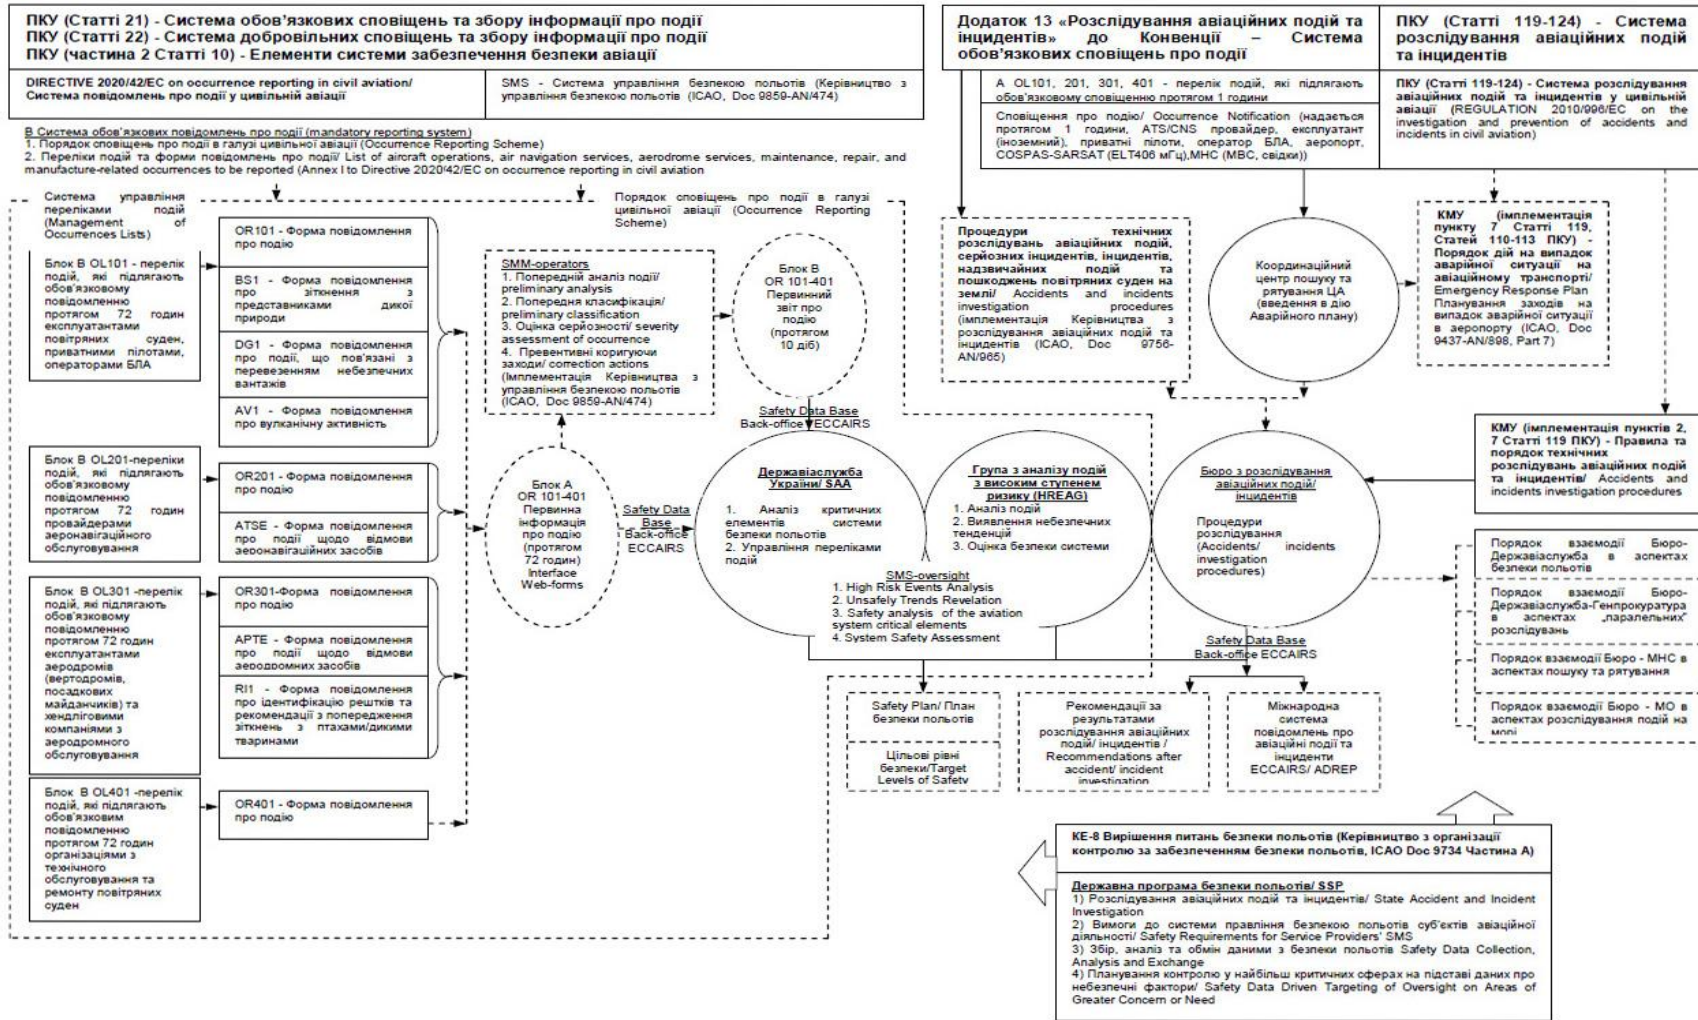 ПКУ (Статті 21) - Система обов’язкових сповіщень та збору інформації про події
ПКУ (Статті 22) - Система добровільних сповіщень та збору інформації про події
ПКУ (частина 2 Статті 10) - Елементи системи забезпечення безпеки авіації
DIRECTIVE 2020/42/EC on occurrence reporting in civil aviation/
Система повідомлень про події у цивільній авіації
SMS - Система управління безпекою польотів (Керівництво з
управління безпекою польотів (ICAO, Doc 9859-AN/474)
Додаток 13 «Розслідування авіаційних подій та
інцидентів» до Конвенції – Система
обов’язкових сповіщень про події
ПКУ (Статті 119-124) - Система
розслідування авіаційних подій
та інцидентів
A OL101, 201, 301, 401 - перелік подій, які підлягають
обов’язковому сповіщенню протягом 1 години
Сповіщення про подію/ Occurrence Notification (надається
протягом 1 години, ATS/CNS провайдер, експлуатант
(іноземний), приватні пілоти, оператор БЛА, аеропорт,
COSPAS-SARSAT (ELT406 мГц),МНС (МВС, свідки))
ПКУ (Статті 119-124) - Система розслідування
авіаційних подій та інцидентів у цивільній
авіації (REGULATION 2010/996/EC on the
investigation and prevention of accidents and
incidents in civil aviation)
В Система обов’язкових повідомлень про події (mandatory reporting system)
1. Порядок сповіщень про події в галузі цивільної авіації (Occurrence Reporting Scheme)
2. Переліки подій та форми повідомлень про події/ List of aircraft operations, air navigation services, aerodrome services, maintenance, repair, and
manufacture-related occurrences to be reported (Annex I to Directive 2020/42/EC on occurrence reporting in civil aviation
Система управління
переліками подій
(Management of
Occurrences Lists)
Порядок сповіщень про події в галузі
цивільної авіації (Occurrence Reporting
Scheme)
Блок В OL101 - перелік
подій, які підлягають
обов’язковому
повідомленню
протягом 72 годин
експлуатантами
повітряних суден,
приватними пілотами,
операторами БЛА
OR101 - Форма повідомлення
про подію
BS1 - Форма повідомлення
про зіткнення з
представниками дикої
природи
DG1 - Форма повідомлення
про події, що пов’язані з
перевезенням небезпечних
вантажів
AV1 - Форма повідомлення
про вулканічну активність
Блок В OL201-переліки
подій, які підлягають
обов’язковому
повідомленню
протягом 72 годин
провайдерами
аеронавігаційного
обслуговування
OR201 - Форма повідомлення
про подію
ATSE - Форма повідомлення
про події щодо відмови
аеронавігаційних засобів
Блок В OL301 -перелік
подій, які підлягають
обов’язковому
повідомленню
протягом 72 годин
експлуатантами
аеродромів
(вертодромів,
посадкових
майданчиків) та
хендлінговими
компаніями з
аеродромного
обслуговування
OR301-Форма повідомлення
про подію
APTE - Форма повідомлення
про події щодо відмови
аеродромних засобів
RI1 - Форма повідомлення
про ідентифікацію рештків та
рекомендації з попередження
зіткнень з птахами/дикими
тваринами
Блок В OL401 -перелік
подій, які підлягають
обов’язковим
повідомленню
протягом 72 годин
організаціями з
технічного
обслуговування та
ремонту повітряних
суден
OR401 - Форма повідомлення
про подію
SMM-operators
1. Попередній аналіз події/
preliminary analysis
2. Попередня класифікація/
preliminary classification
3. Оцінка серйозності/ severity
assessment of occurrence
4. Превентивні коригуючи
заходи/ correction actions
(Імплементація Керівництва з
управління безпекою польотів
(ICAO, Doc 9859-AN/474)
Блок В
OR 101-401
Первинний
звіт про
подію
(протягом
10 діб)
Блок А
OR 101-401
Первинна
інформація
про подію
(протягом
72 годин)
Interface
Web-forms
Safety Data
Base
Back-office
ECCAIRS
Safety Data Base
Back-office ECCAIRS
Державіаслужба
України/ SAA
1. Аналіз критичних
елементів системи
безпеки польотів
2. Управління переліками
подій
Група з аналізу подій
з високим ступенем
ризику (HREAG)
1. Аналіз подій
2. Виявлення небезпечних
тенденцій
3. Оцінка безпеки системи
SMS-oversight
1. High Risk Events Analysis
2. Unsafely Trends Revelation
3. Safety analysis of the aviation
system critical elements
4. System Safety Assessment
Процедури технічних
розслідувань авіаційних подій,
серйозних інцидентів, інцидентів,
надзвичайних подій та
пошкоджень повітряних суден на
землі/ Accidents and incidents
investigation procedures
(імплементація Керівництва з
розслідування авіаційних подій та
інцидентів (ICAO, Doc 9756-
AN/965)
Координаційний
центр пошуку та
рятування ЦА
(введення в дію
Аварійного плану)
КМУ (імплементація
пункту 7 Статті 119,
Статей 110-113 ПКУ) -
Порядок дій на випадок
аварійної ситуації на
авіаційному транспорті/
Emergency Response Plan
Планування заходів на
випадок аварійної ситуації
в аеропорту (ICAO, Doc
9437-AN/898, Part 7)
Бюро з розслідування
авіаційних подій/
інцидентів
Процедури
розслідування
(Accidents/ incidents
investigation
procedures)
КМУ (імплементація пунктів 2,
7 Статті 119 ПКУ) - Правила та
порядок технічних
розслідувань авіаційних подій
та інциденти/ Accidents and
incidents investigation procedures
Порядок взаємодії Бюро-
Державіаслужба в аспектах
безпеки польотів
Порядок взаємодії Бюро-
Державіаслужба-Генпрокуратура
в аспектах „паралельних”
розслідувань
Порядок взаємодії Бюро - МНС в
аспектах пошуку та рятування
Порядок взаємодії Бюро - МО в
аспектах розслідування подій на
морі
Safety Data Base
Back-office ECCAIRS
Safety Plan/ План
безпеки польотів
Цільові рівні
безпеки/Target
Levels of Safety
Рекомендації за
результатами
розслідування авіаційних
подій/ інцидентів /
Recommendations after
accident/ incident
investigation
Міжнародна
система
повідомлень про
авіаційні події та
інциденти
ECCAIRS/ ADREP
КЕ-8 Вирішення питань безпеки польотів (Керівництво з організації
контролю за забезпеченням безпеки польотів, ICAO Doc 9734 Частина А)
Державна програма безпеки польотів/ SSP
1) Розслідування авіаційних подій та інцидентів/ State Accident and Incident
Investigation
2) Вимоги до системи правління безпекою польотів суб’єктів авіаційної
діяльності/ Safety Requirements for Service Providers' SMS
3) Збір, аналіз та обмін даними з безпеки польотів Safety Data Collection,
Analysis and Exchange
4) Планування контролю у найбільш критичних сферах на підставі даних про
небезпечні фактори/ Safety Data Driven Targeting of Oversight on Areas of
Greater Concern or Need